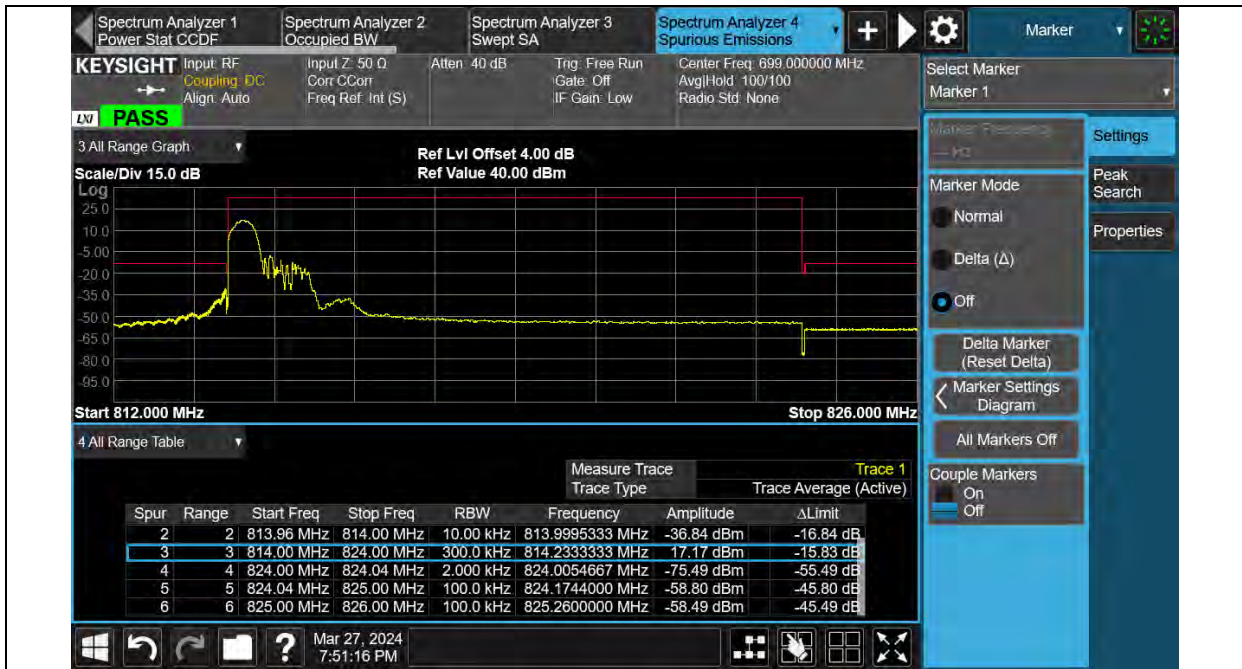 Spectrum Analyzer 1
Power Stat CCDF
Spectrum Analyzer 2
Occupied BW
Spectrum Analyzer 3
Swept SA
Spectrum Analyzer 4
Spurious Emissions
Marker
KEYSIGHT
Input: RF
Coupling: DC
Align: Auto
Input Z: 50 Ω
Corr CCorr
Freq Ref: Int (S)
Atten: 40 dB
Trig: Free Run
Gate: Off
IF Gain: Low
Center Freq: 699.000000 MHz
Avg|Hold: 100/100
Radio Std: None
LXI PASS
Select Marker
Marker 1
Marker Frequency
--- Hz
Settings
Peak
Search
Properties
Marker Mode
Normal
Delta (Δ)
Off
Delta Marker
(Reset Delta)
Marker Settings
Diagram
All Markers Off
Couple Markers
On
Off
3 All Range Graph
Scale/Div 15.0 dB
Ref Lvl Offset 4.00 dB
Ref Value 40.00 dBm
Log
25.0
10.0
-5.00
-20.0
-35.0
-50.0
-65.0
-80.0
-95.0
Start 812.000 MHz Stop 826.000 MHz
4 All Range Table
Measure Trace Trace 1
Trace Type Trace Average (Active)
Spur Range Start Freq Stop Freq RBW Frequency Amplitude ΔLimit
2 2 813.96 MHz 814.00 MHz 10.00 kHz 813.9995333 MHz -36.84 dBm -16.84 dB
3 3 814.00 MHz 824.00 MHz 300.0 kHz 814.2333333 MHz 17.17 dBm -15.83 dB
4 4 824.00 MHz 824.04 MHz 2.000 kHz 824.0054667 MHz -75.49 dBm -55.49 dB
5 5 824.04 MHz 825.00 MHz 100.0 kHz 824.1744000 MHz -58.80 dBm -45.80 dB
6 6 825.00 MHz 826.00 MHz 100.0 kHz 825.2600000 MHz -58.49 dBm -45.49 dB
Mar 27, 2024
7:51:16 PM